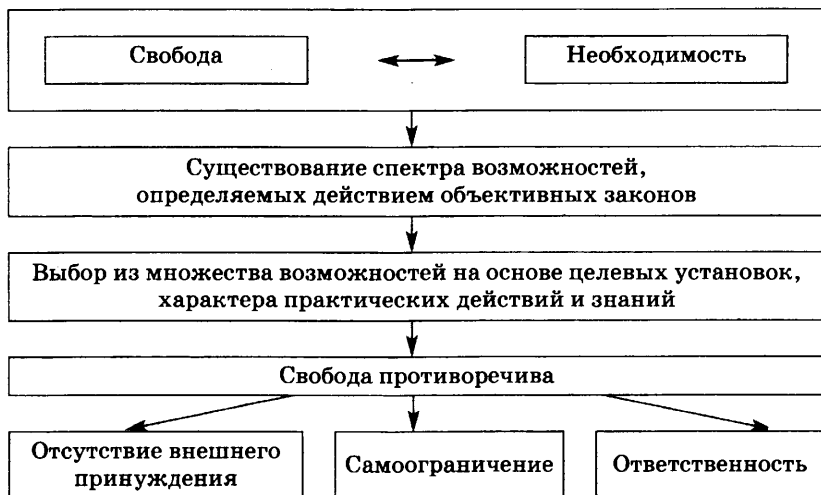 Свобода
Необходимость
Существование спектра возможностей,
определяемых действием объективных законов
Выбор из множества возможностей на основе целевых установок,
характера практических действий и знаний
Свобода противоречива
Отсутствие внешнего
принуждения
Самоограничение
Ответственность